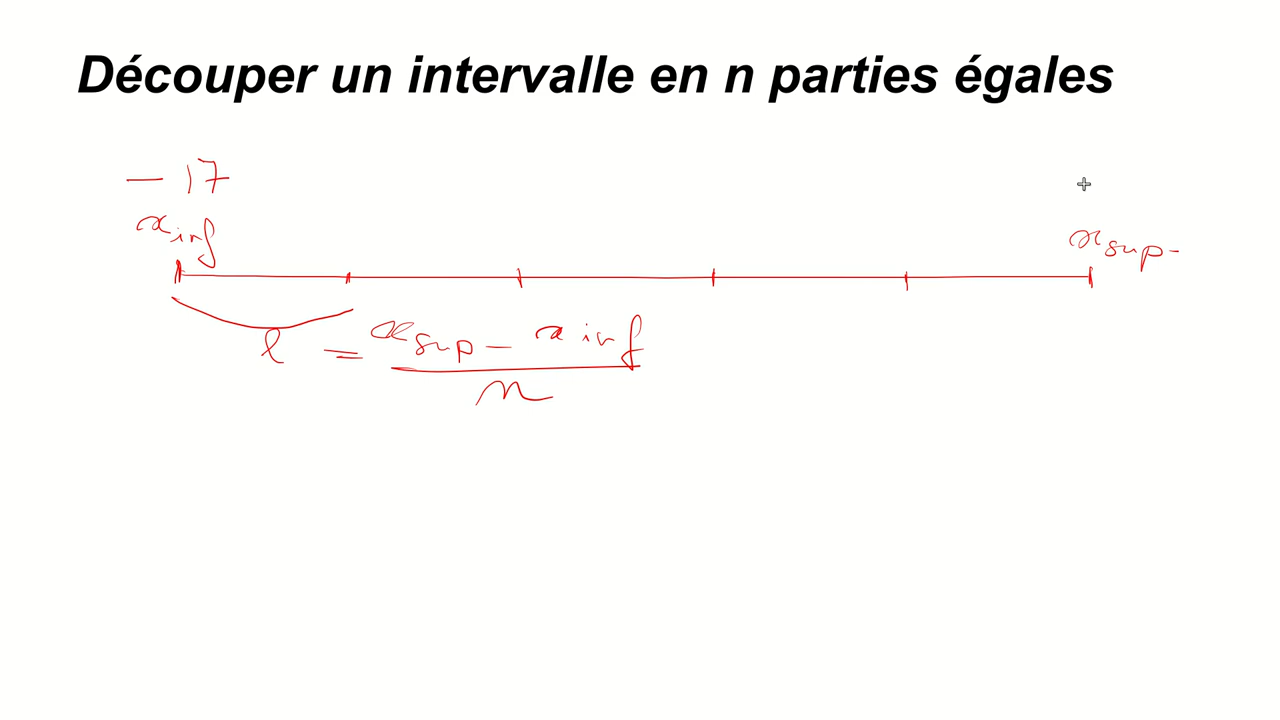 Découper un intervalle en n parties égales
- 17
x inf
x sup
l = x sup - x inf
n